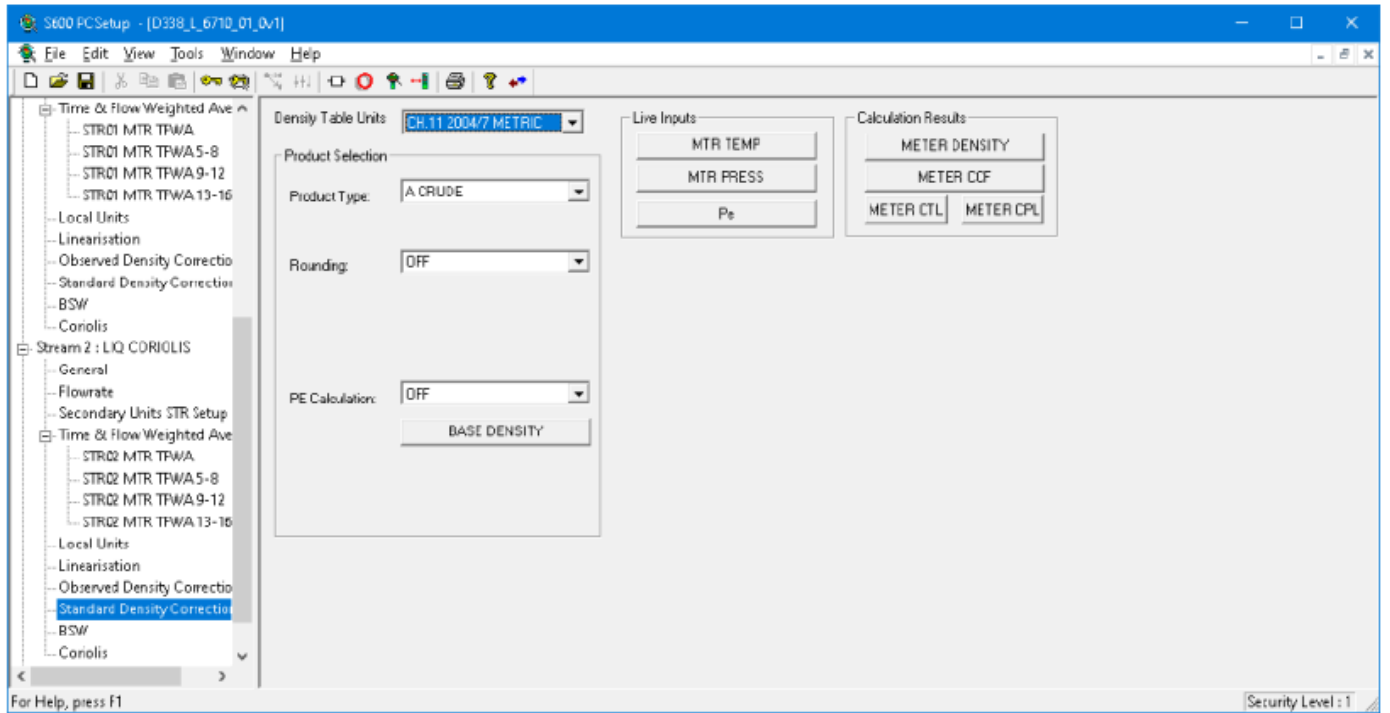 S600 PCSetup - [D338_L_6710_01_0v1]
File Edit View Tools Window Help
Time & Flow Weighted Ave
STR01 MTR TFWA
STR01 MTR TFWA 5-8
STR01 MTR TFWA 9-12
STR01 MTR TFWA 13-16
Local Units
Linearisation
Observed Density Correctio
Standard Density Correction
BSW
Coriolis
Stream 2 : LIQ CORIOLIS
General
Flowrate
Secondary Units STR Setup
Time & Flow Weighted Ave
STR02 MTR TFWA
STR02 MTR TFWA 5-8
STR02 MTR TFWA 9-12
STR02 MTR TFWA 13-16
Local Units
Linearisation
Observed Density Correctio
Standard Density Correction
BSW
Coriolis
Density Table Units CH.11 2004/7 METRIC
Product Selection
Product Type: A CRUDE
Rounding: OFF
PE Calculation: OFF
BASE DENSITY
Live Inputs
MTR TEMP
MTR PRESS
Pe
Calculation Results
METER DENSITY
METER CCF
METER CTL METER CPL
For Help, press F1
Security Level : 1